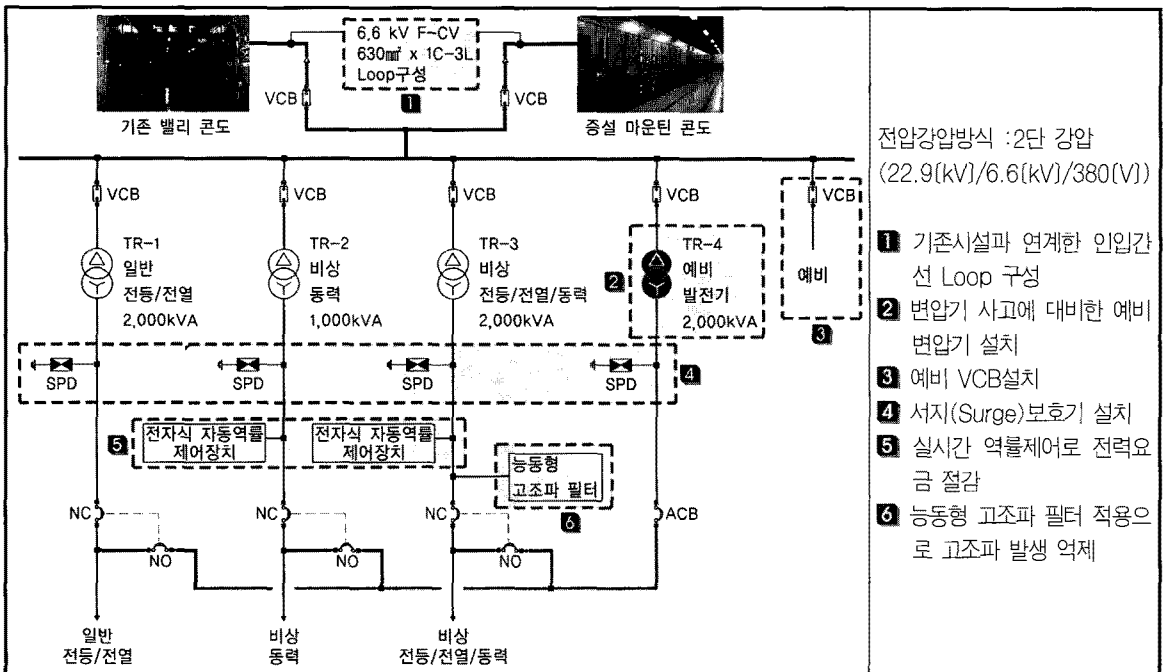 6,6 kV F-CV
630㎟ x 1C-3L
Loop구성
1
VCB
VCB
기존 밸리 콘도
증설 마운틴 콘도
VCB
VCB
VCB
VCB
VCB
TR-1
일반
전등/전열
2,000kVA
TR-2
비상
동력
1,000kVA
TR-3
비상
전등/전열/동력
2,000kVA
2
TR-4
예비
발전기
2,000kVA
예비
3
SPD
SPD
SPD
SPD
4
5
전자식 자동역률
제어장치
전자식 자동역률
제어장치
능동형
고조파 필터
6
NC
NO
NC
NO
NC
NO
ACB
일반
전등/전열
비상
동력
비상
전등/전열/동력
전압강압방식 :2단 강압
(22.9[kV]/6.6[kV]/380[V])
1 기존시설과 연계한 인입간
선 Loop 구성
2 변압기 사고에 대비한 예비
변압기 설치
3 예비 VCB설치
4 서지(Surge)보호기 설치
5 실시간 역률제어로 전력요
금 절감
6 능동형 고조파 필터 적용으
로 고조파 발생 억제